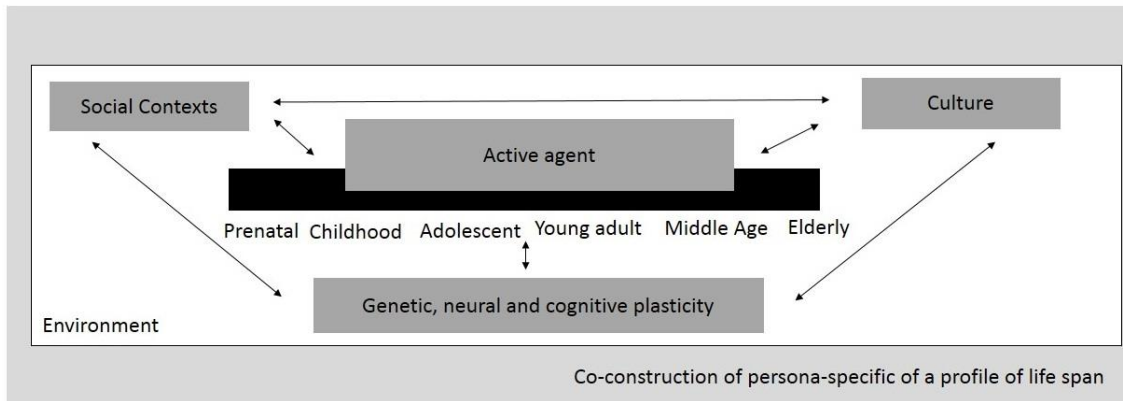 Social Contexts
Culture
Active agent
Prenatal Childhood Adolescent Young adult Middle Age Elderly
Genetic, neural and cognitive plasticity
Environment
Co-construction of persona-specific of a profile of life span